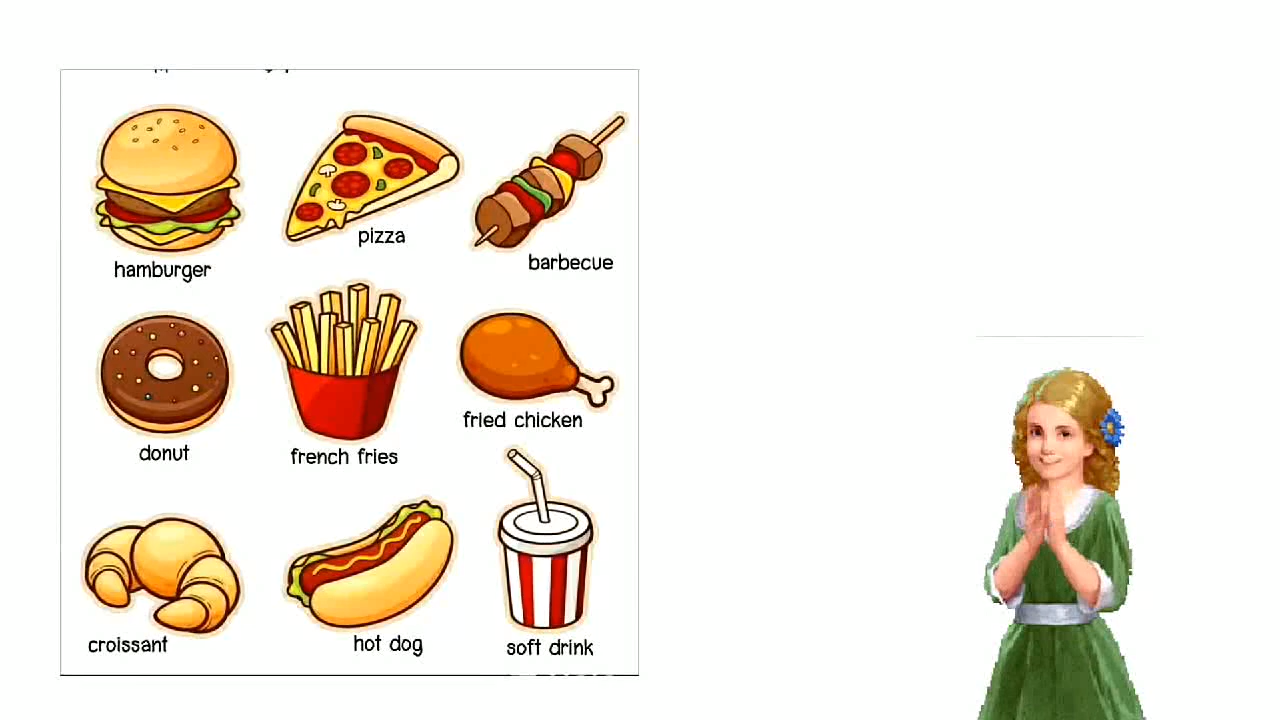 hamburger
pizza
barbecue
donut
french fries
fried chicken
croissant
hot dog
soft drink